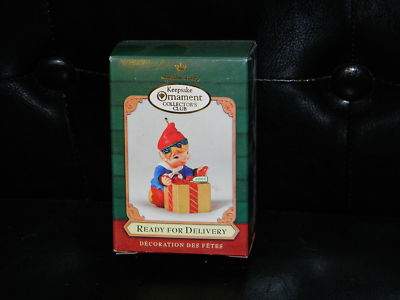 Keepsake
Ornament
COLLECTOR'S
CLUB
READY FOR DELIVERY
DÉCORATION DES FÊTES